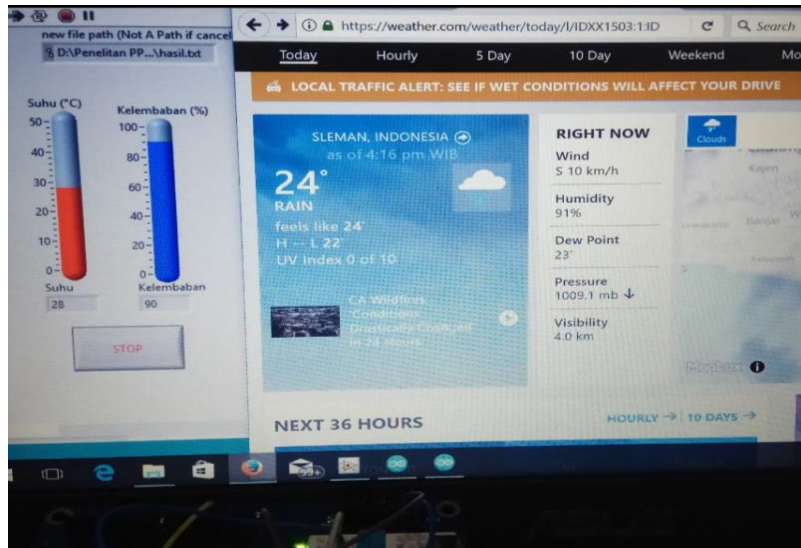 new file path (Not A Path if cancel
D:\Penelitan PP...\hasil.txt
Suhu (°C)
50
40
30
20
10
0
Suhu
28
Kelembaban (%)
100
80
60
40
20
0
Kelembaban
90
STOP
https://weather.com/weather/today/l/IDXX1503:1:ID
Search
Today Hourly 5 Day 10 Day Weekend Mo
LOCAL TRAFFIC ALERT: SEE IF WET CONDITIONS WILL AFFECT YOUR DRIVE
SLEMAN, INDONESIA
as of 4:16 pm WIB
24°
RAIN
feels like 24°
H -- L 22°
UV Index 0 of 10
CA Wildfires
Conditions
Drastically Changed
in 24 Hours
RIGHT NOW
Wind
S 10 km/h
Humidity
91%
Dew Point
23°
Pressure
1009.1 mb ↓
Visibility
4.0 km
Clouds
Kajen
Mapbox
NEXT 36 HOURS
HOURLY → 10 DAYS →
99+
ASUS